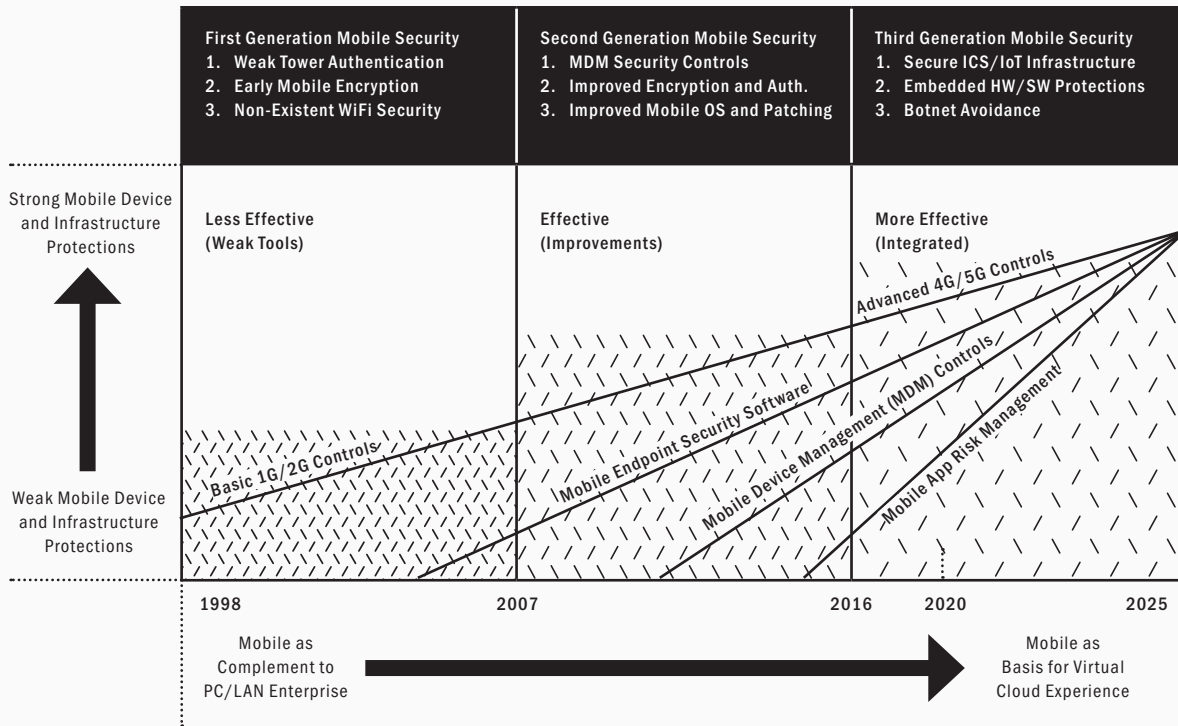 First Generation Mobile Security
1. Weak Tower Authentication
2. Early Mobile Encryption
3. Non-Existent WiFi Security
Second Generation Mobile Security
1. MDM Security Controls
2. Improved Encryption and Auth.
3. Improved Mobile OS and Patching
Third Generation Mobile Security
1. Secure ICS/IoT Infrastructure
2. Embedded HW/SW Protections
3. Botnet Avoidance
Strong Mobile Device
and Infrastructure
Protections
Weak Mobile Device
and Infrastructure
Protections
Less Effective
(Weak Tools)
Effective
(Improvements)
More Effective
(Integrated)
Basic 1G/2G Controls
Advanced 4G/5G Controls
Mobile Endpoint Security Software
Mobile Device Management (MDM) Controls
Mobile App Risk Management
1998
2007
2016
2020
2025
Mobile as
Complement to
PC/LAN Enterprise
Mobile as
Basis for Virtual
Cloud Experience